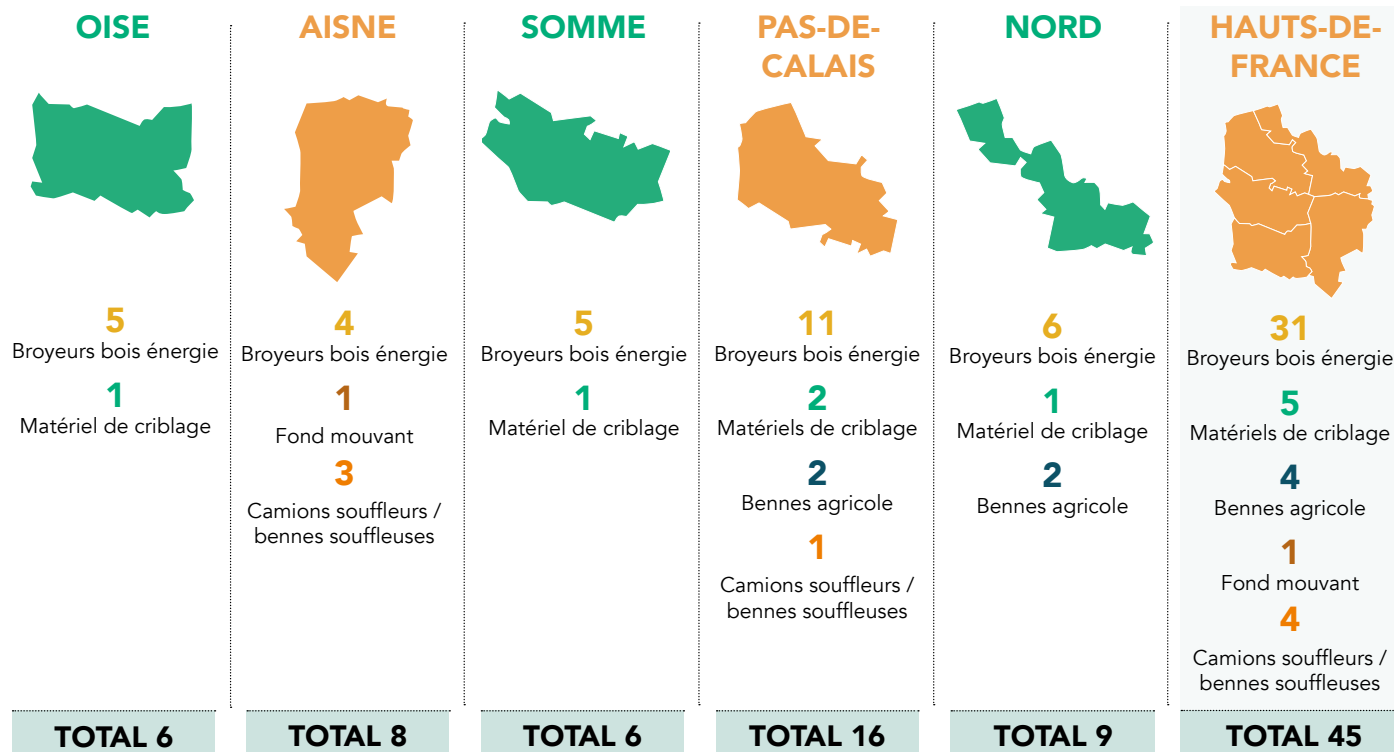 OISE
5
Broyeurs bois énergie
1
Matériel de criblage
TOTAL 6
AISNE
4
Broyeurs bois énergie
1
Fond mouvant
3
Camions souffleurs /
bennes souffleuses
TOTAL 8
SOMME
5
Broyeurs bois énergie
1
Matériel de criblage
TOTAL 6
PAS-DE-
CALAIS
11
Broyeurs bois énergie
2
Matériels de criblage
2
Bennes agricole
1
Camions souffleurs /
bennes souffleuses
TOTAL 16
NORD
6
Broyeurs bois énergie
1
Matériel de criblage
2
Bennes agricole
TOTAL 9
HAUTS-DE-
FRANCE
31
Broyeurs bois énergie
5
Matériels de criblage
4
Bennes agricole
1
Fond mouvant
4
Camions souffleurs /
bennes souffleuses
TOTAL 45